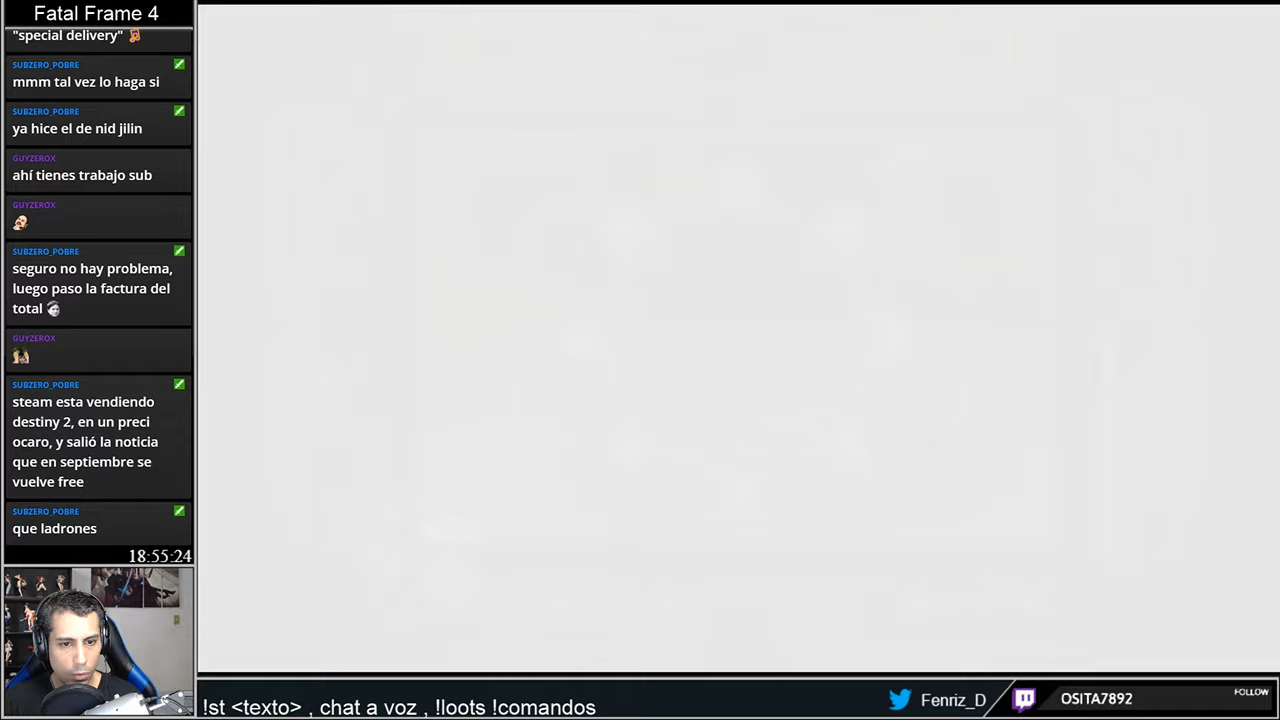 Fatal Frame 4
"special delivery"
SUBZERO_POBRE
mmm tal vez lo haga si
SUBZERO_POBRE
ya hice el de nid jilin
GUYZEROX
ahí tienes trabajo sub
GUYZEROX
SUBZERO_POBRE
seguro no hay problema,
luego paso la factura del
total
GUYZEROX
SUBZERO_POBRE
steam esta vendiendo
destiny 2, en un preci
ocaro, y salió la noticia
que en septiembre se
vuelve free
SUBZERO_POBRE
que ladrones
18:55:24
!st <texto> , chat a voz , !loots !comandos
Fenriz_D
OSITA7892
FOLLOW